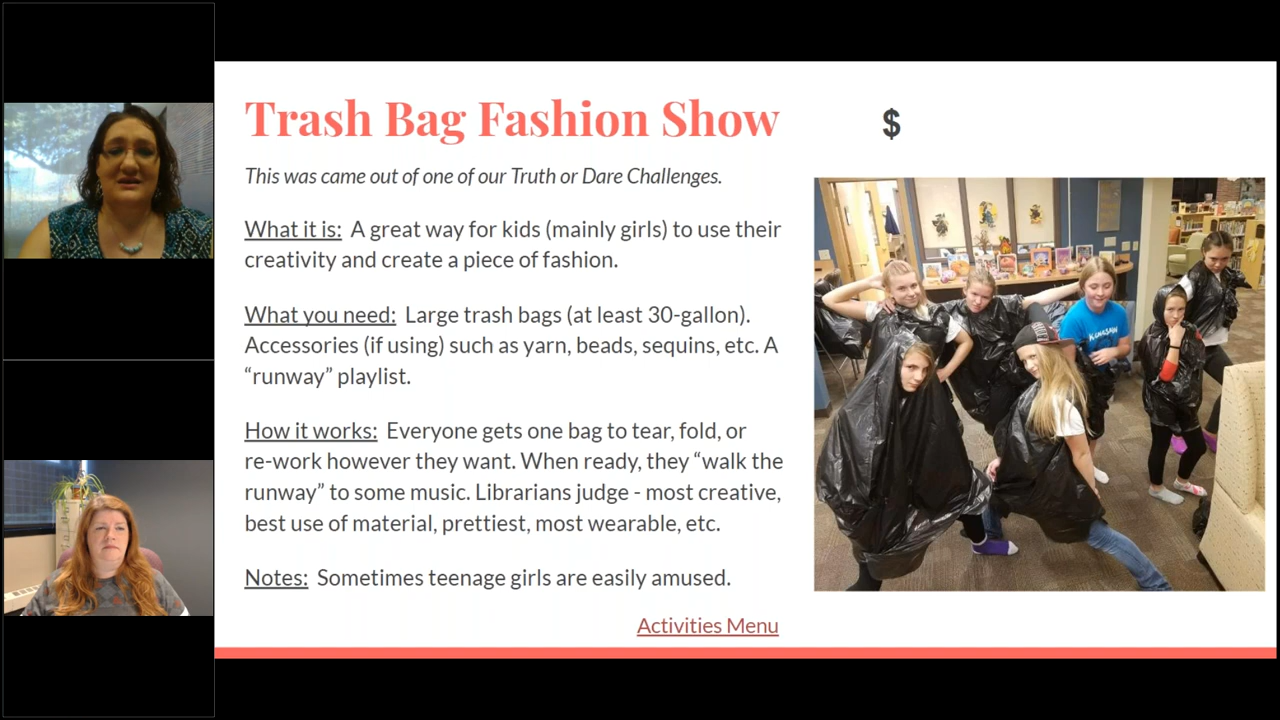 Trash Bag Fashion Show
$
This was came out of one of our Truth or Dare Challenges.
What it is: A great way for kids (mainly girls) to use their
creativity and create a piece of fashion.
What you need: Large trash bags (at least 30-gallon).
Accessories (if using) such as yarn, beads, sequins, etc. A
“runway” playlist.
How it works: Everyone gets one bag to tear, fold, or
re-work however they want. When ready, they “walk the
runway” to some music. Librarians judge - most creative,
best use of material, prettiest, most wearable, etc.
Notes: Sometimes teenage girls are easily amused.
Activities Menu